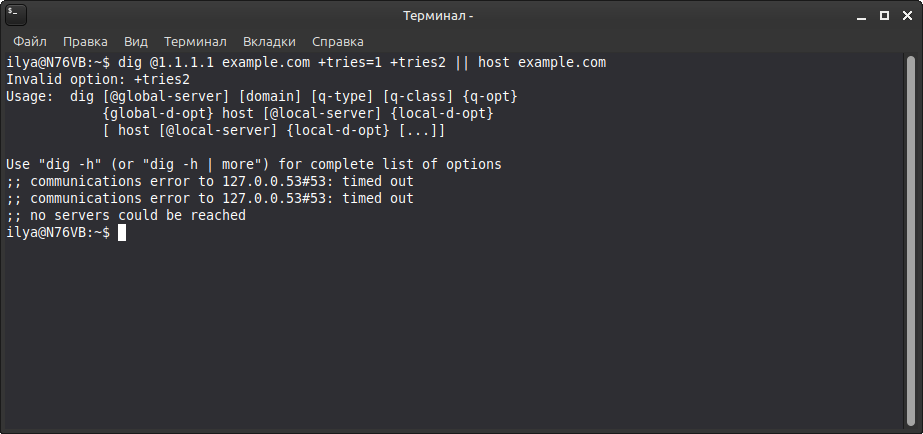 Терминал -
Файл Правка Вид Терминал Вкладки Справка
ilya@N76VB:~$ dig @1.1.1.1 example.com +tries=1 +tries2 || host example.com
Invalid option: +tries2
Usage:  dig [@global-server] [domain] [q-type] [q-class] {q-opt}
            {global-d-opt} host [@local-server] {local-d-opt}
            [ host [@local-server] {local-d-opt} [...]]

Use "dig -h" (or "dig -h | more") for complete list of options
;; communications error to 127.0.0.53#53: timed out
;; communications error to 127.0.0.53#53: timed out
;; no servers could be reached
ilya@N76VB:~$